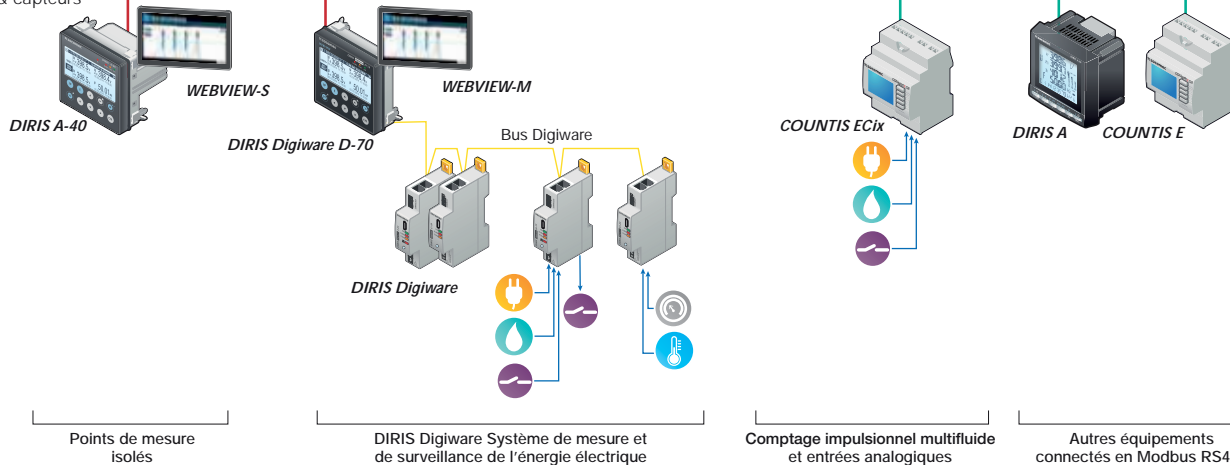 & capteurs
WEBVIEW-S
WEBVIEW-M
DIRIS A-40
DIRIS Digiware D-70
Bus Digiware
COUNTIS ECix
DIRIS A
COUNTIS E
DIRIS Digiware
Points de mesure
isolés
DIRIS Digiware Système de mesure et
de surveillance de l'énergie électrique
Comptage impulsionnel multifluide
et entrées analogiques
Autres équipements
connectés en Modbus RS4